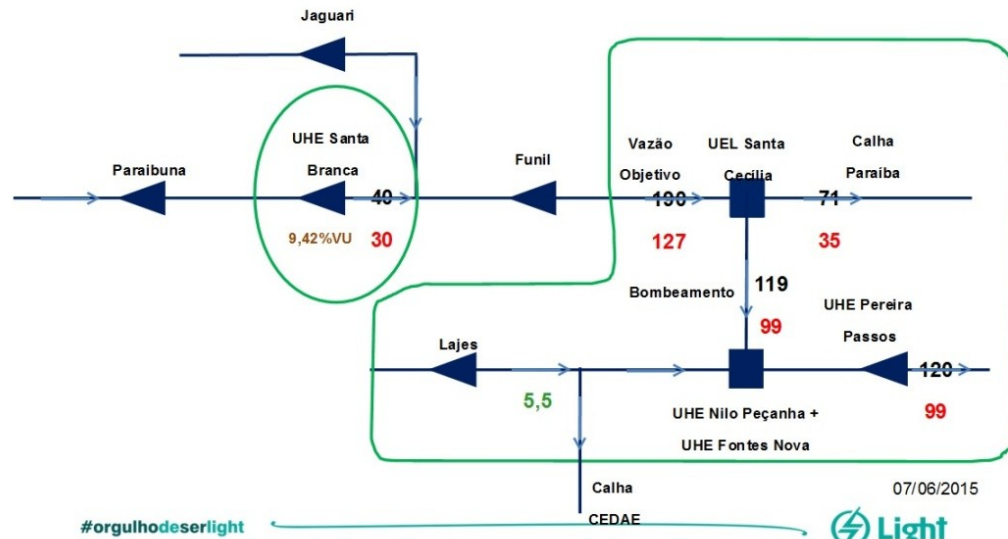 Jaguari
UHE Santa
Branca
Paraibuna
40
9,42%VU
30
Funil
Vazão
Objetivo
190
127
UEL Santa
Cecília
Calha
Paraíba
71
35
Bombeamento
119
99
UHE Pereira
Passos
Lajes
120
5,5
99
UHE Nilo Peçanha +
UHE Fontes Nova
Calha
CEDAE
07/06/2015
#orgulhodeserlight
Light